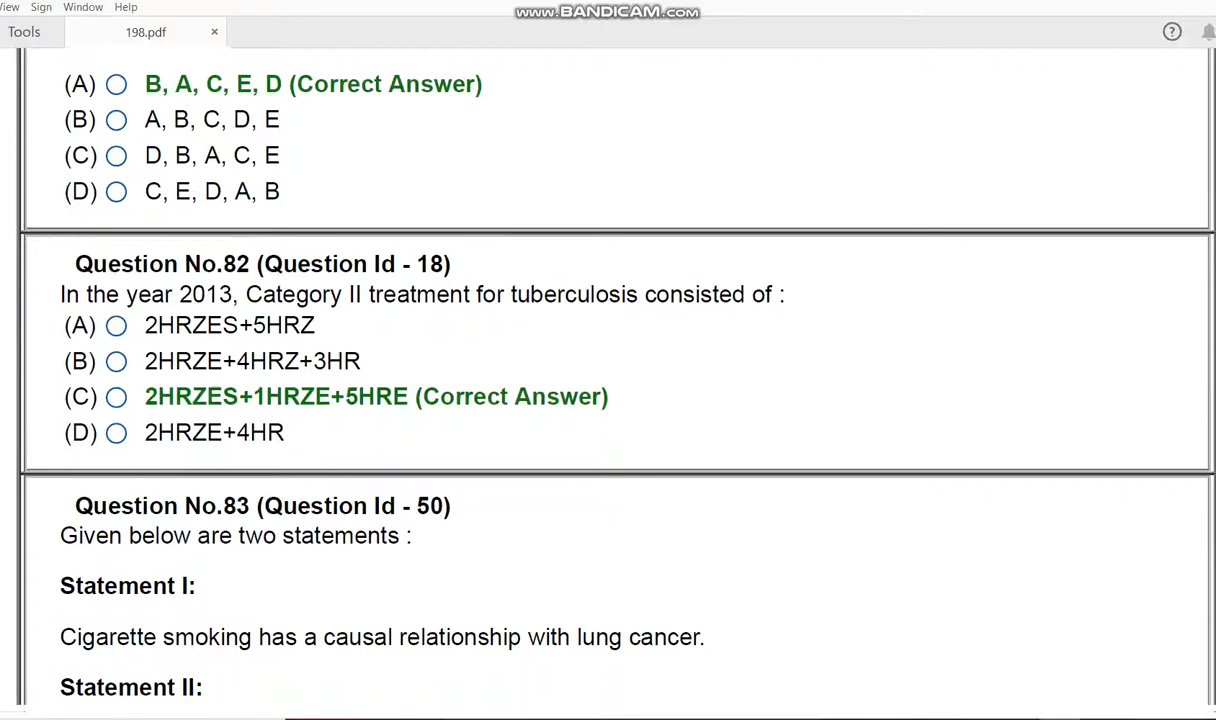 View Sign Window Help
www.BANDICAM.com
Tools 198.pdf × ?
(A) B, A, C, E, D (Correct Answer)
(B) A, B, C, D, E
(C) D, B, A, C, E
(D) C, E, D, A, B
Question No.82 (Question Id - 18)
In the year 2013, Category II treatment for tuberculosis consisted of :
(A) 2HRZES+5HRZ
(B) 2HRZE+4HRZ+3HR
(C) 2HRZES+1HRZE+5HRE (Correct Answer)
(D) 2HRZE+4HR
Question No.83 (Question Id - 50)
Given below are two statements :
Statement I:
Cigarette smoking has a causal relationship with lung cancer.
Statement II: